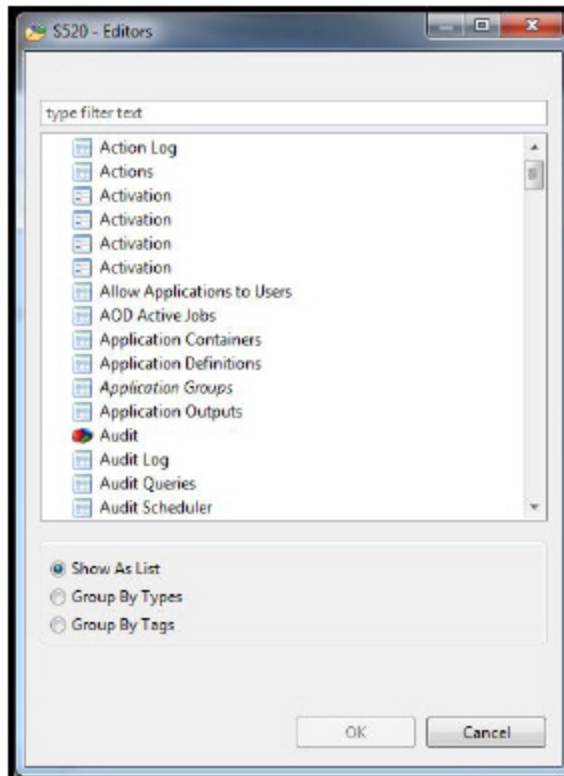 S520 - Editors
type filter text
Action Log
Actions
Activation
Activation
Activation
Activation
Allow Applications to Users
AOD Active Jobs
Application Containers
Application Definitions
Application Groups
Application Outputs
Audit
Audit Log
Audit Queries
Audit Scheduler
Show As List
Group By Types
Group By Tags
OK
Cancel